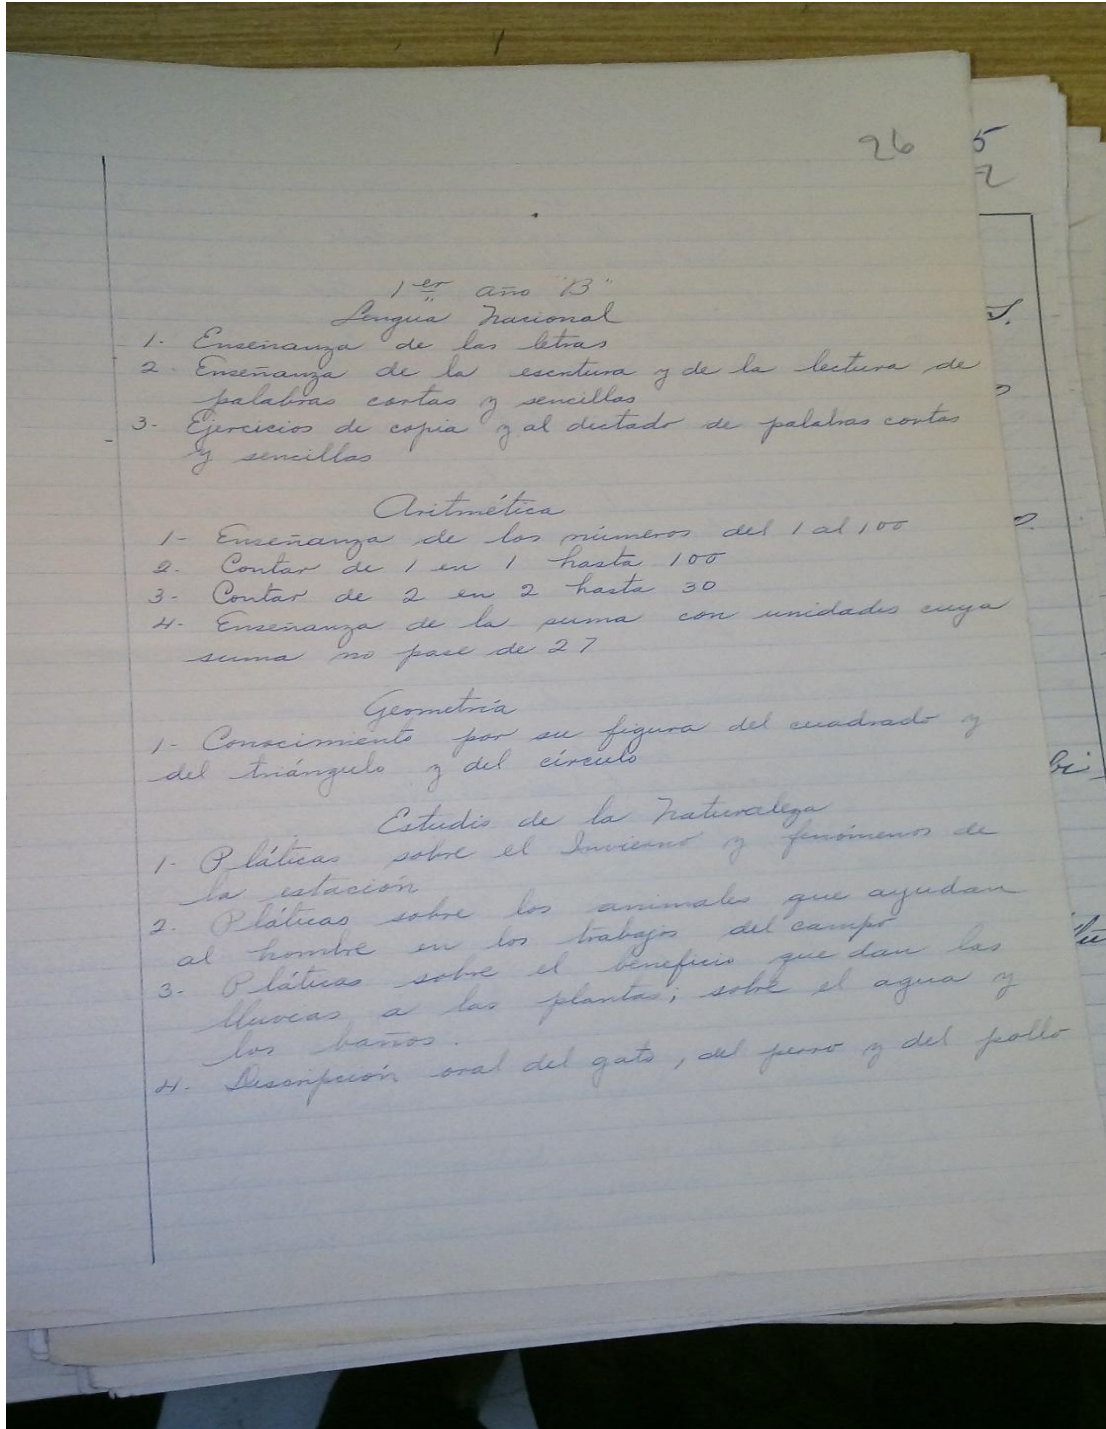 26
5
2
1er año "B"
Lengua Nacional
1- Enseñanza de las letras
2- Enseñanza de la escritura y de la lectura de
palabras cortas y sencillas
3- Ejercicios de copia y al dictado de palabras cortas
y sencillas
Aritmética
1- Enseñanza de los números del 1 al 100
2- Contar de 1 en 1 hasta 100
3- Contar de 2 en 2 hasta 30
4- Enseñanza de la suma con unidades cuya
suma no pase de 27
Geometría
1- Conocimiento por su figura del cuadrado y
del triángulo y del círculo
Estudio de la Naturaleza
1- Pláticas sobre el Invierno y fenómenos de
la estación
2. Pláticas sobre los animales que ayudan
al hombre en los trabajos del campo
3- Pláticas sobre el beneficio que dan las
lluvias a las plantas; sobre el agua y
los baños.
4- Descripción oral del gato, del perro y del pollo